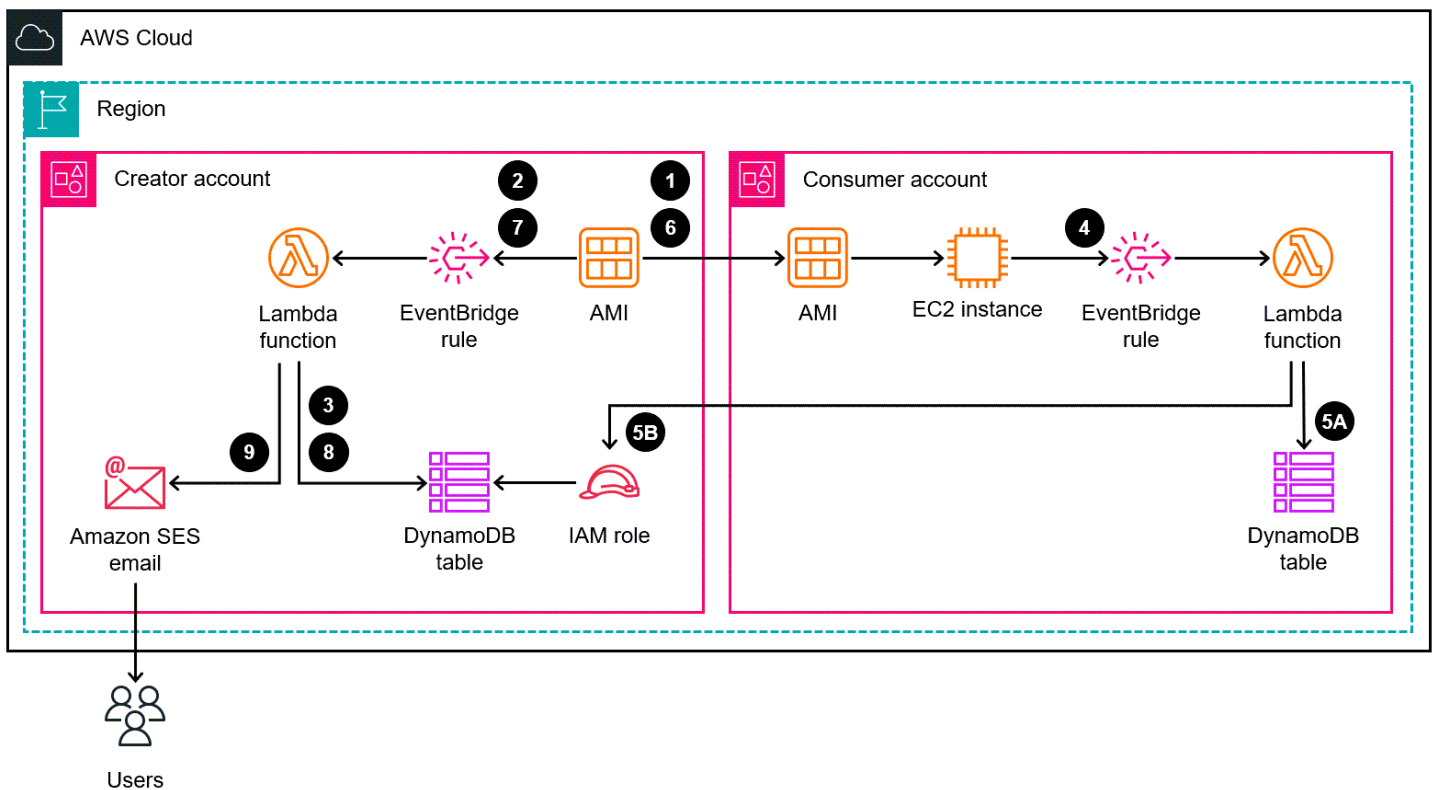 AWS Cloud
Region
Creator account
2
1
7
6
Lambda
function
EventBridge
rule
AMI
3
8
9
5B
@
Amazon SES
email
DynamoDB
table
IAM role
Consumer account
4
AMI
EC2 instance
EventBridge
rule
Lambda
function
5A
DynamoDB
table
Users